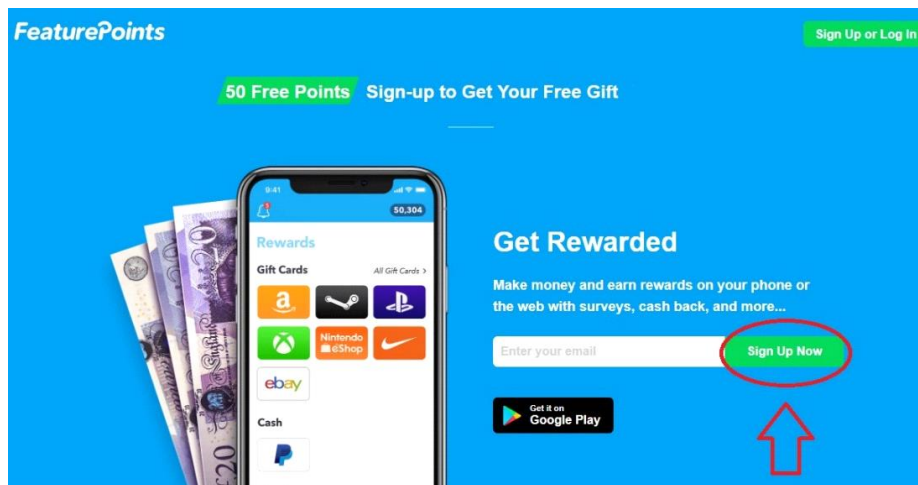 FeaturePoints
Sign Up or Log In
50 Free Points Sign-up to Get Your Free Gift
9:41
1
50,304
Rewards
Gift Cards All Gift Cards >
a
Nintendo
eShop
ebay
Cash
Get Rewarded
Make money and earn rewards on your phone or
the web with surveys, cash back, and more...
Enter your email
Sign Up Now
Get it on
Google Play
£20